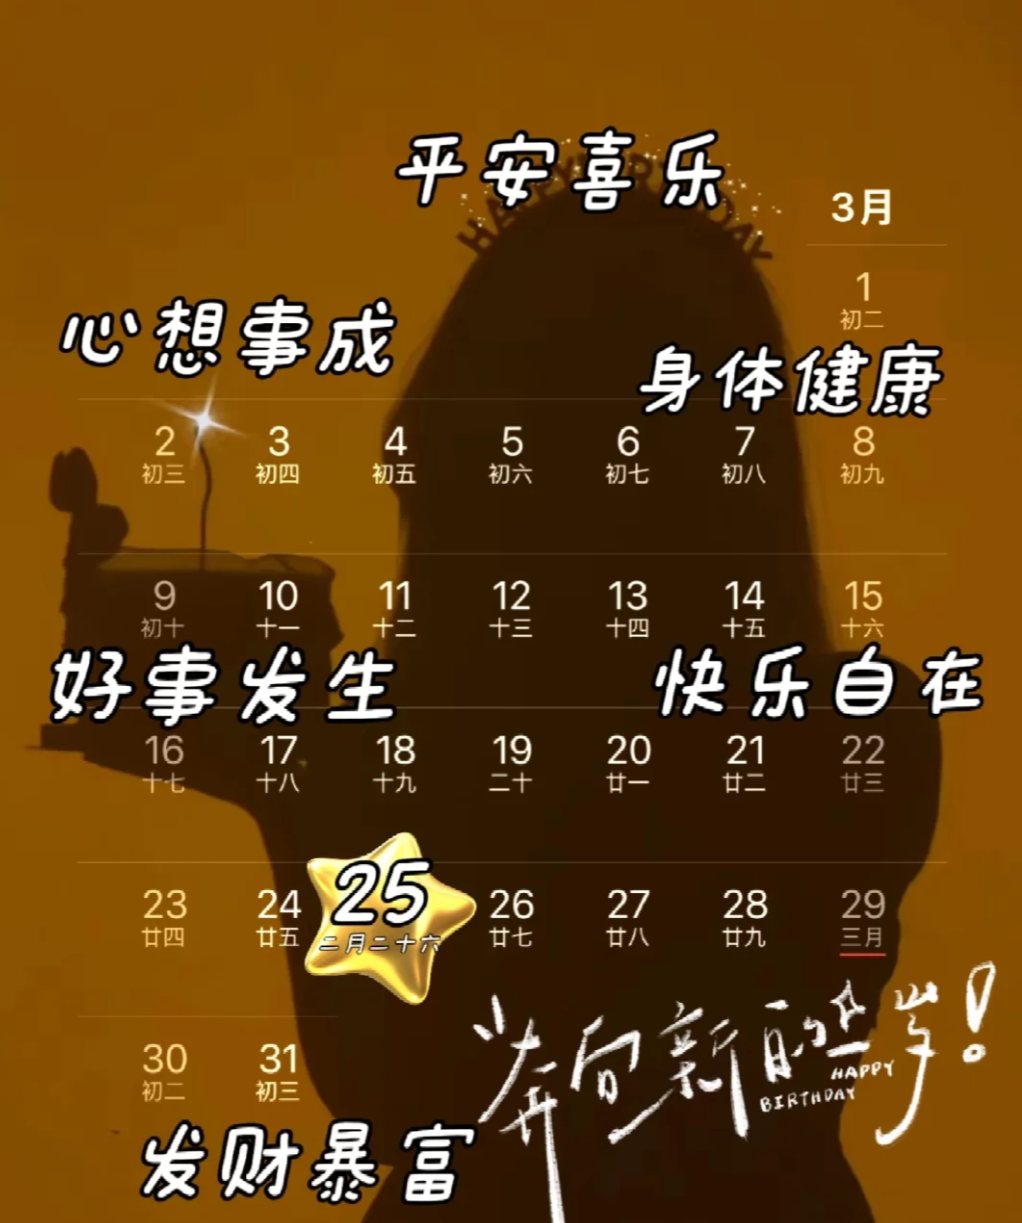 平安喜乐
HAPPY BIRTHDAY
3月
1
初二
心想事成
身体健康
2 3 4 5 6 7 8
初三 初四 初五 初六 初七 初八 初九
9 10 11 12 13 14 15
初十 十一 十二 十三 十四 十五 十六
好事发生
快乐自在
16 17 18 19 20 21 22
十七 十八 十九 二十 廿一 廿二 廿三
23 24 25 26 27 28 29
廿四 廿五 二月二十六 廿七 廿八 廿九 三月
奔向新的一岁!
HAPPY
BIRTHDAY
30 31
初二 初三
发财暴富